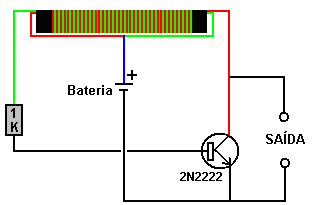 +
Bateria
1
K
SAÍDA
2N2222